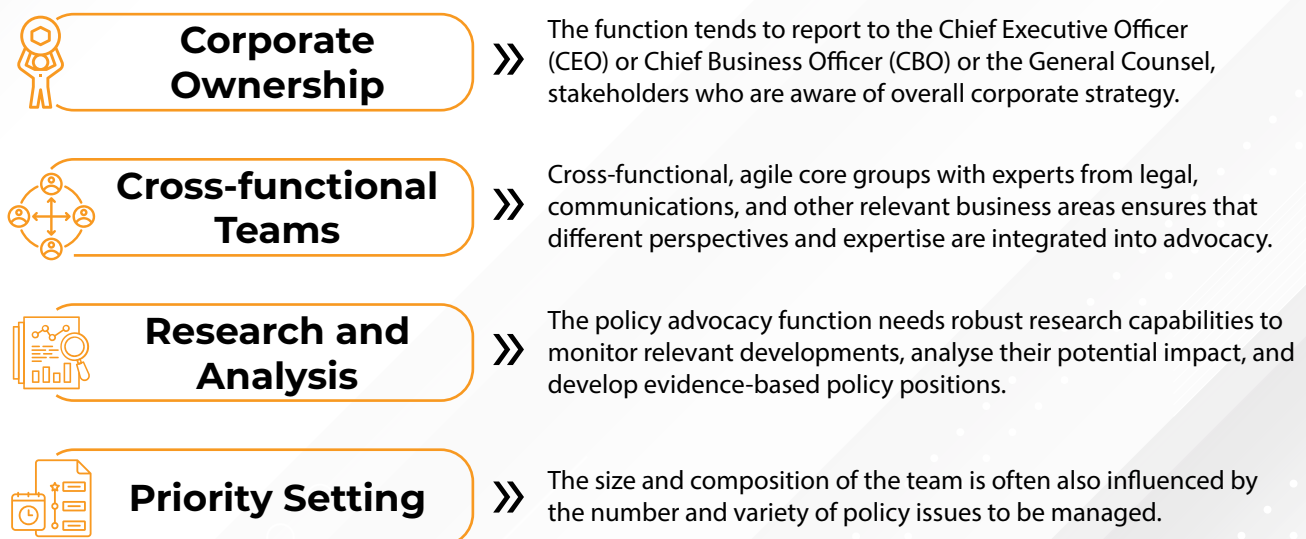 Corporate
Ownership
The function tends to report to the Chief Executive Officer
(CEO) or Chief Business Officer (CBO) or the General Counsel,
stakeholders who are aware of overall corporate strategy.
Cross-functional
Teams
Cross-functional, agile core groups with experts from legal,
communications, and other relevant business areas ensures that
different perspectives and expertise are integrated into advocacy.
Research and
Analysis
The policy advocacy function needs robust research capabilities to
monitor relevant developments, analyse their potential impact, and
develop evidence-based policy positions.
Priority Setting
The size and composition of the team is often also influenced by
the number and variety of policy issues to be managed.